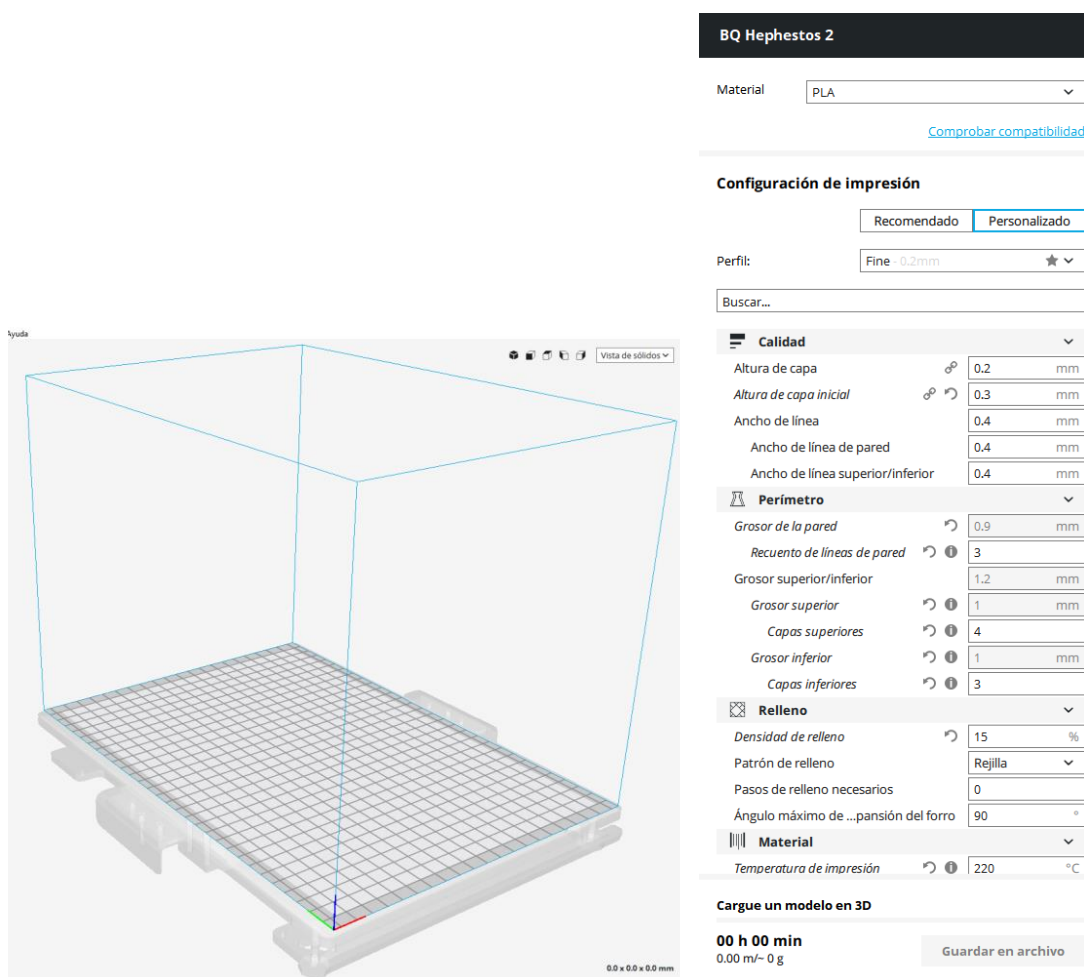 BQ Hephestos 2
Material PLA
Comprobar compatibilidad
Configuración de impresión
Recomendado Personalizado
Perfil: Fine - 0.2mm
Buscar...
Calidad
Altura de capa 0.2 mm
Altura de capa inicial 0.3 mm
Ancho de línea 0.4 mm
Ancho de línea de pared 0.4 mm
Ancho de línea superior/inferior 0.4 mm
Perímetro
Grosor de la pared 0.9 mm
Recuento de líneas de pared 3
Grosor superior/inferior 1.2 mm
Grosor superior 1 mm
Capas superiores 4
Grosor inferior 1 mm
Capas inferiores 3
Relleno
Densidad de relleno 15 %
Patrón de relleno Rejilla
Pasos de relleno necesarios 0
Ángulo máximo de ...pansión del forro 90 °
Material
Temperatura de impresión 220 °C
Cargue un modelo en 3D
00 h 00 min
0.00 m/~ 0 g
Guardar en archivo
Ayuda
Vista de sólidos
0.0 x 0.0 x 0.0 mm